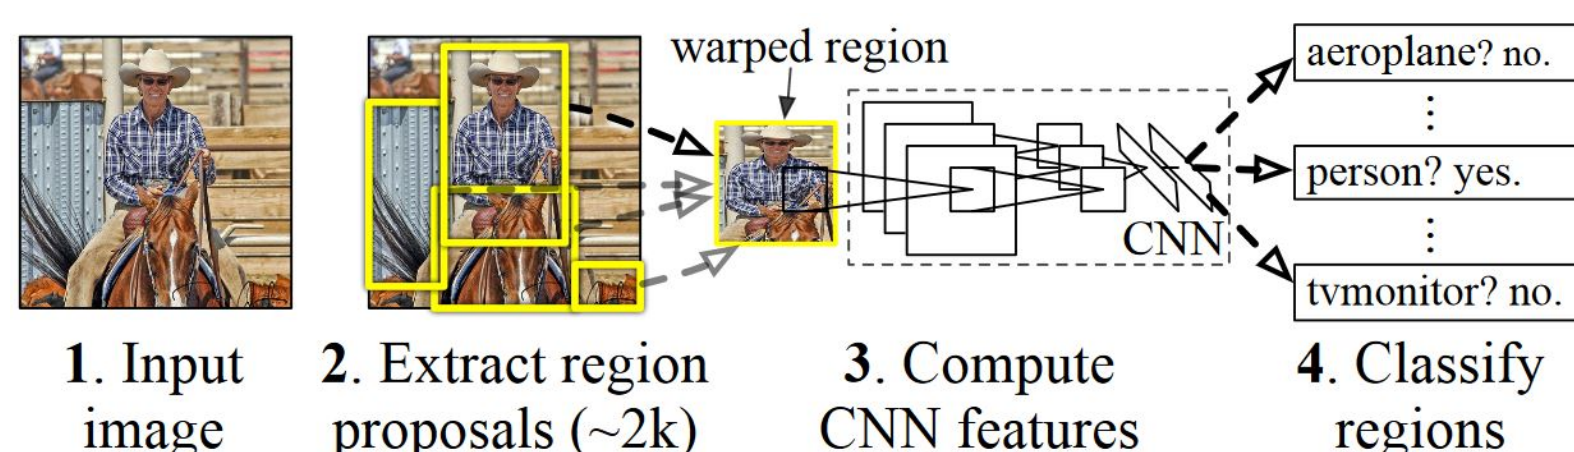 warped region
aeroplane? no.
⋮
person? yes.
CNN
⋮
tvmonitor? no.
1. Input
image
2. Extract region
proposals (~2k)
3. Compute
CNN features
4. Classify
regions